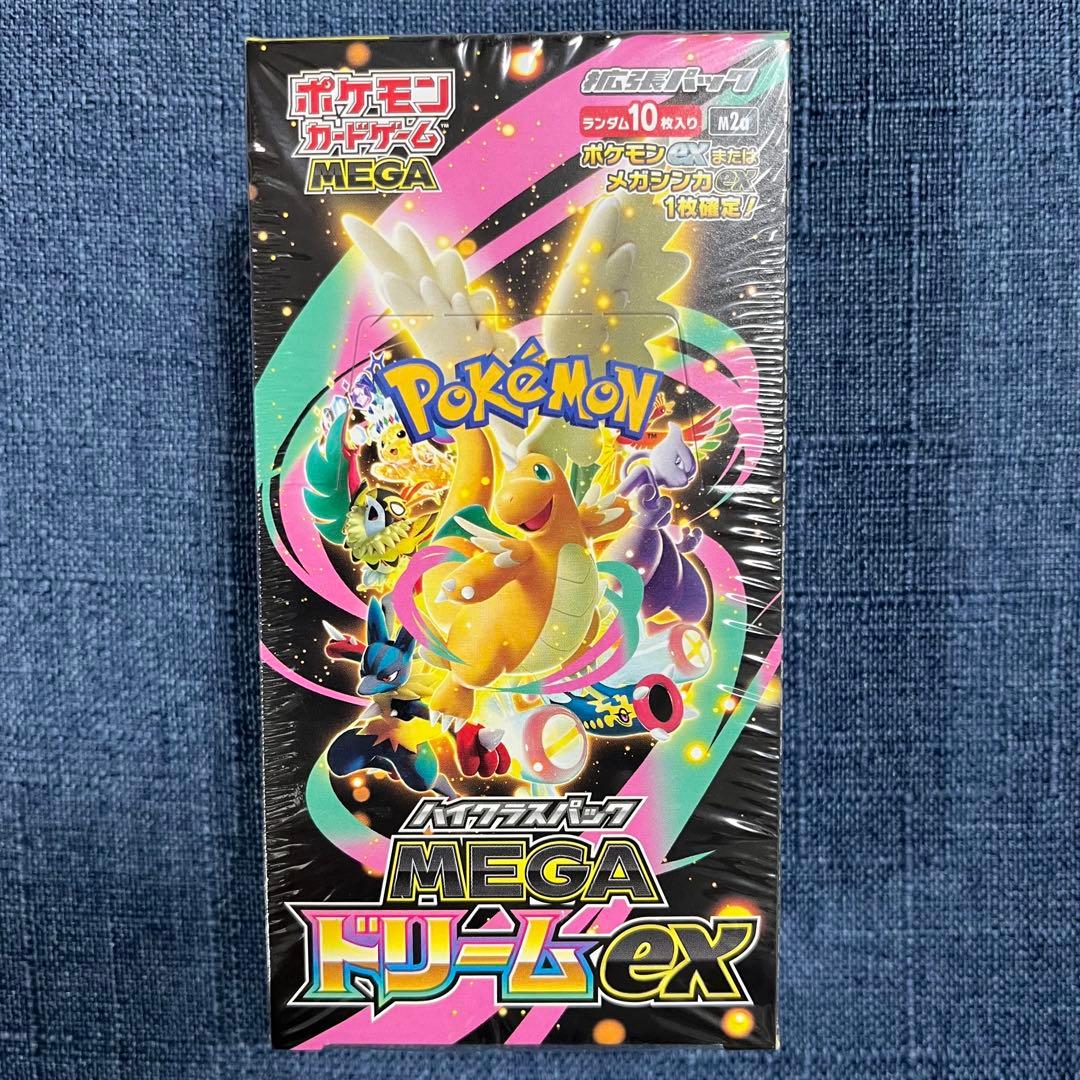 ポケモン
カードゲーム™
MEGA
拡張パック
ランダム10枚入り M2a
ポケモンexまたは
メガシンカex
1枚確定!
POKéMON™
ハイクラスパック
MEGA
ドリームex